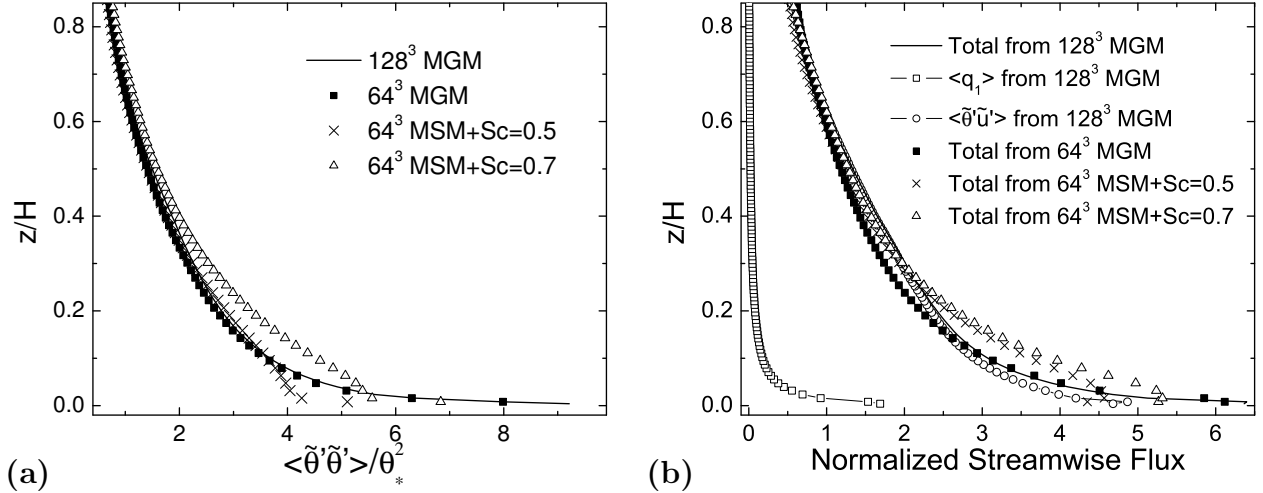 0.8
0.6
0.4
0.2
0.0
z/H
128³ MGM
64³ MGM
64³ MSM+Sc=0.5
64³ MSM+Sc=0.7
2 4 6 8
<θ̃'θ̃'>/θ²*
(a)
0.8
0.6
0.4
0.2
0.0
z/H
Total from 128³ MGM
<q₁> from 128³ MGM
<θ̃'ũ'> from 128³ MGM
Total from 64³ MGM
Total from 64³ MSM+Sc=0.5
Total from 64³ MSM+Sc=0.7
0 1 2 3 4 5 6
Normalized Streamwise Flux
(b)